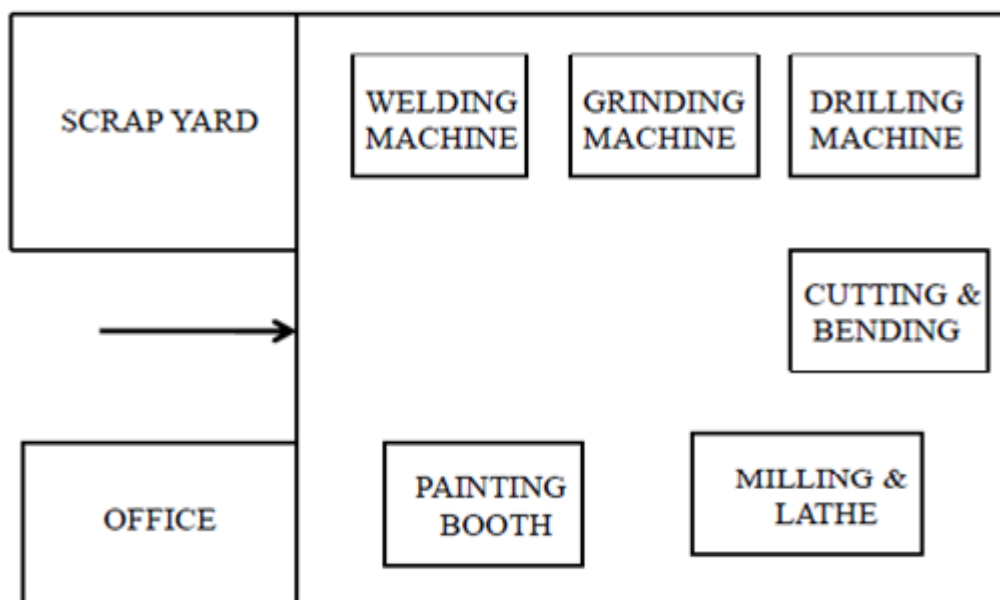 SCRAP YARD
WELDING
MACHINE
GRINDING
MACHINE
DRILLING
MACHINE
CUTTING &
BENDING
OFFICE
PAINTING
BOOTH
MILLING &
LATHE